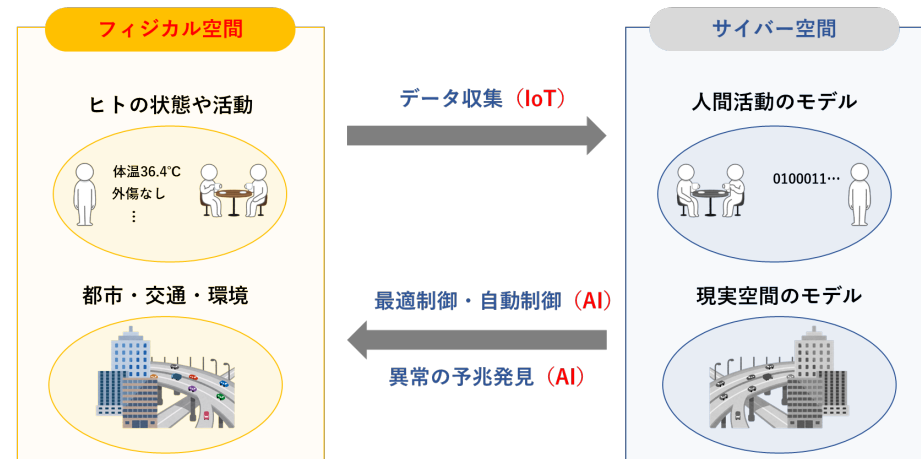 フィジカル空間
サイバー空間
ヒトの状態や活動
体温36.4℃
外傷なし
⋮
都市・交通・環境
データ収集（IoT）
最適制御・自動制御（AI）
異常の予兆発見（AI）
人間活動のモデル
0100011…
現実空間のモデル